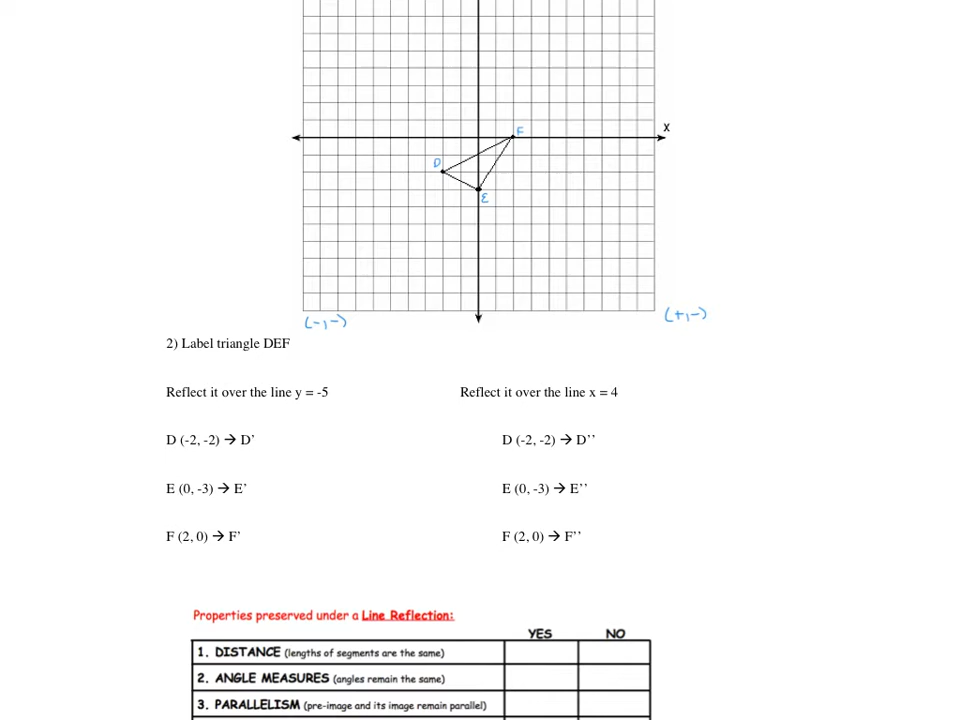 x
F
D
E
(-,-)
(+,-)
2) Label triangle DEF
Reflect it over the line y = -5
Reflect it over the line x = 4
D (-2, -2) → D’
D (-2, -2) → D’’
E (0, -3) → E’
E (0, -3) → E’’
F (2, 0) → F’
F (2, 0) → F’’
Properties preserved under a Line Reflection:
YES NO
1. DISTANCE (lengths of segments are the same)
2. ANGLE MEASURES (angles remain the same)
3. PARALLELISM (pre-image and its image remain parallel)